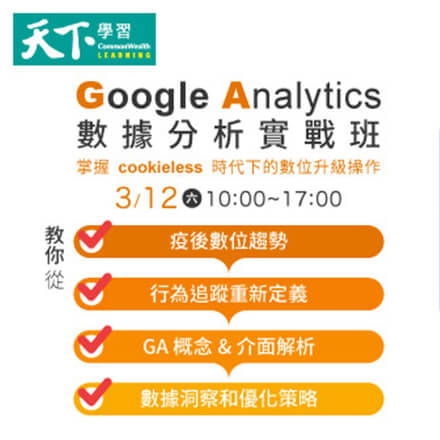 天下 學習
CommonWealth
LEARNING
Google Analytics
數據分析實戰班
掌握 cookieless 時代下的數位升級操作
3/12 六 10:00~17:00
教你從
疫後數位趨勢
行為追蹤重新定義
GA 概念 & 介面解析
數據洞察和優化策略